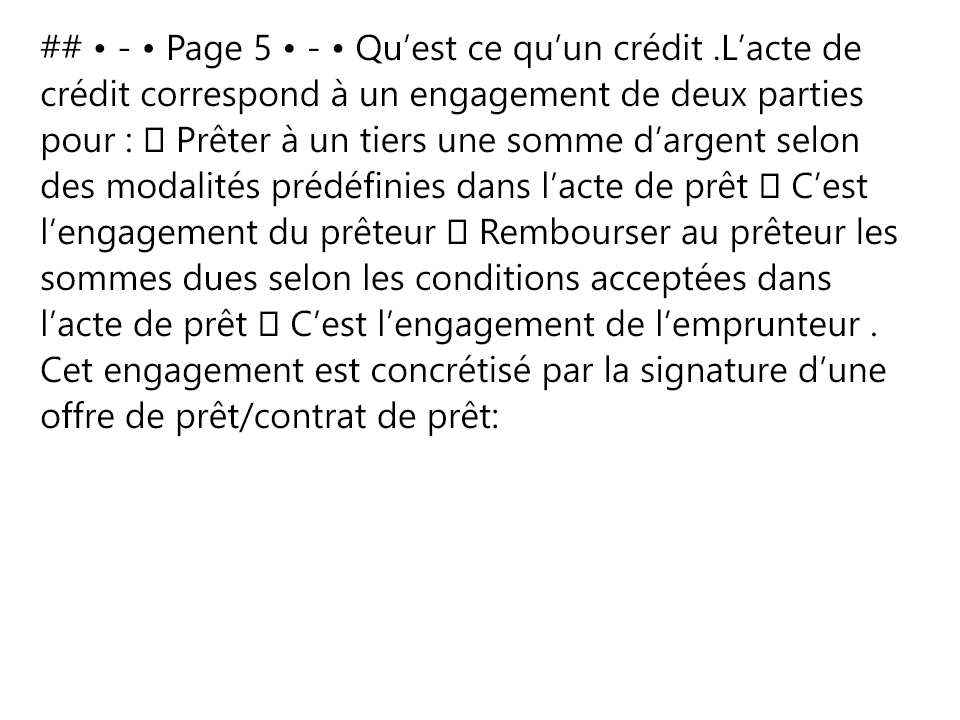 ## • - • Page 5 • - • Qu’est ce qu’un crédit .L’acte de
crédit correspond à un engagement de deux parties
pour : 􀂾 Prêter à un tiers une somme d’argent selon
des modalités prédéfinies dans l’acte de prêt 􀂾 C’est
l’engagement du prêteur 􀂾 Rembourser au prêteur les
sommes dues selon les conditions acceptées dans
l’acte de prêt 􀂾 C’est l’engagement de l’emprunteur .
Cet engagement est concrétisé par la signature d’une
offre de prêt/contrat de prêt: